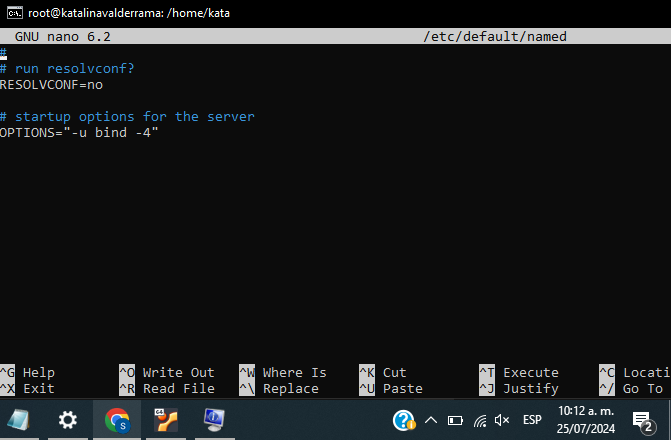 C:\. root@katalinavalderrama: /home/kata
GNU nano 6.2 /etc/default/named
#
# run resolvconf?
RESOLVCONF=no
# startup options for the server
OPTIONS="-u bind -4"
^G Help ^O Write Out ^W Where Is ^K Cut ^T Execute ^C Locati
^X Exit ^R Read File ^\ Replace ^U Paste ^J Justify ^/ Go To
64
S
?
ESP
10:12 a. m.
25/07/2024
2